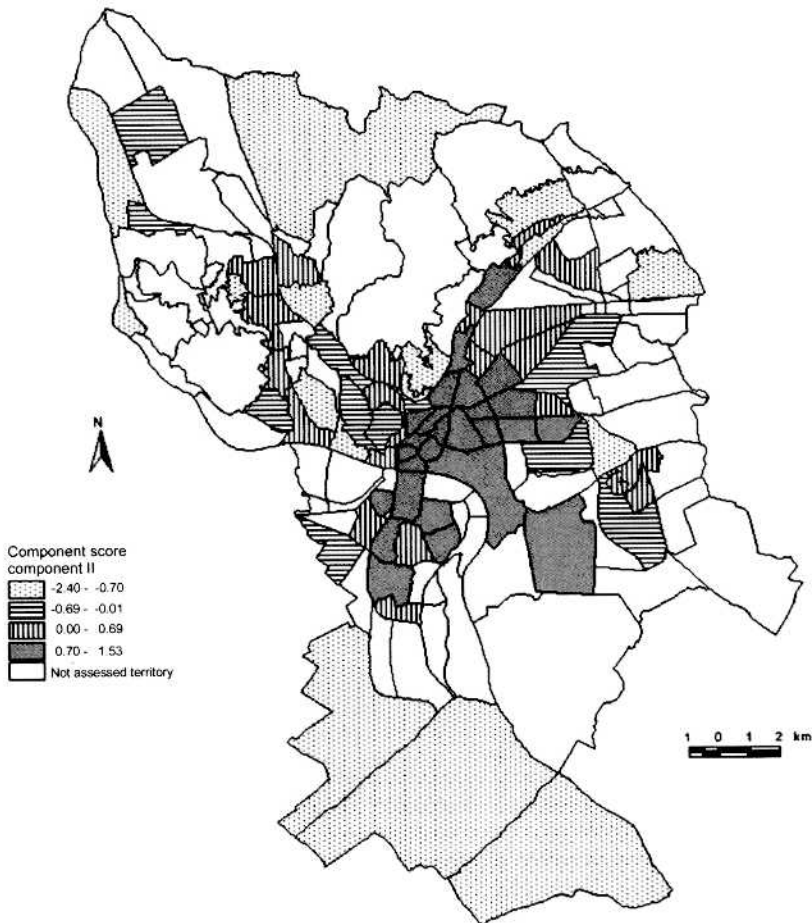 N
Component score
component II
-2.40 - -0.70
-0.69 - -0.01
0.00 - 0.69
0.70 - 1.53
Not assessed territory
1 0 1 2 km